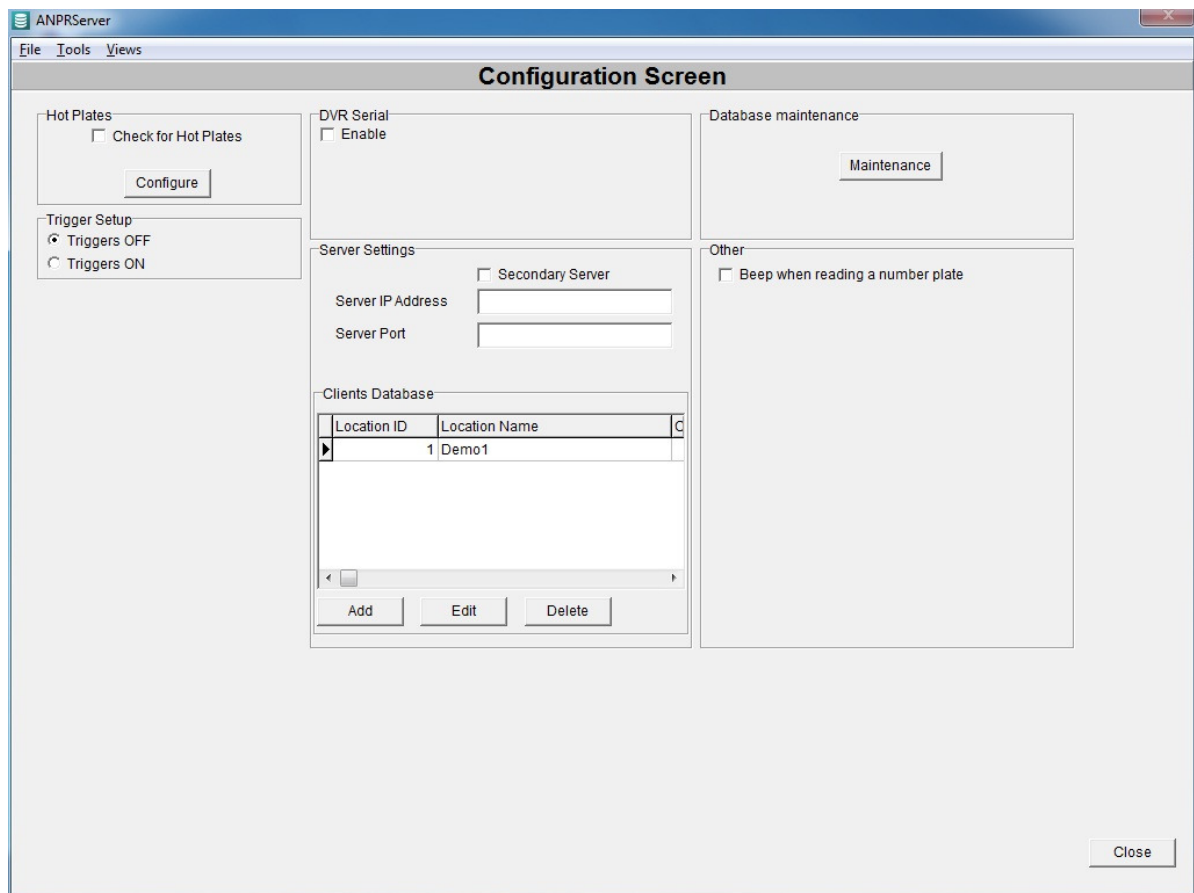 ANPRServer
File Tools Views
Configuration Screen
Hot Plates
Check for Hot Plates
Configure
Trigger Setup
Triggers OFF
Triggers ON
DVR Serial
Enable
Server Settings
Secondary Server
Server IP Address
Server Port
Clients Database
Location ID Location Name C
1 Demo1
Add Edit Delete
Database maintenance
Maintenance
Other
Beep when reading a number plate
Close